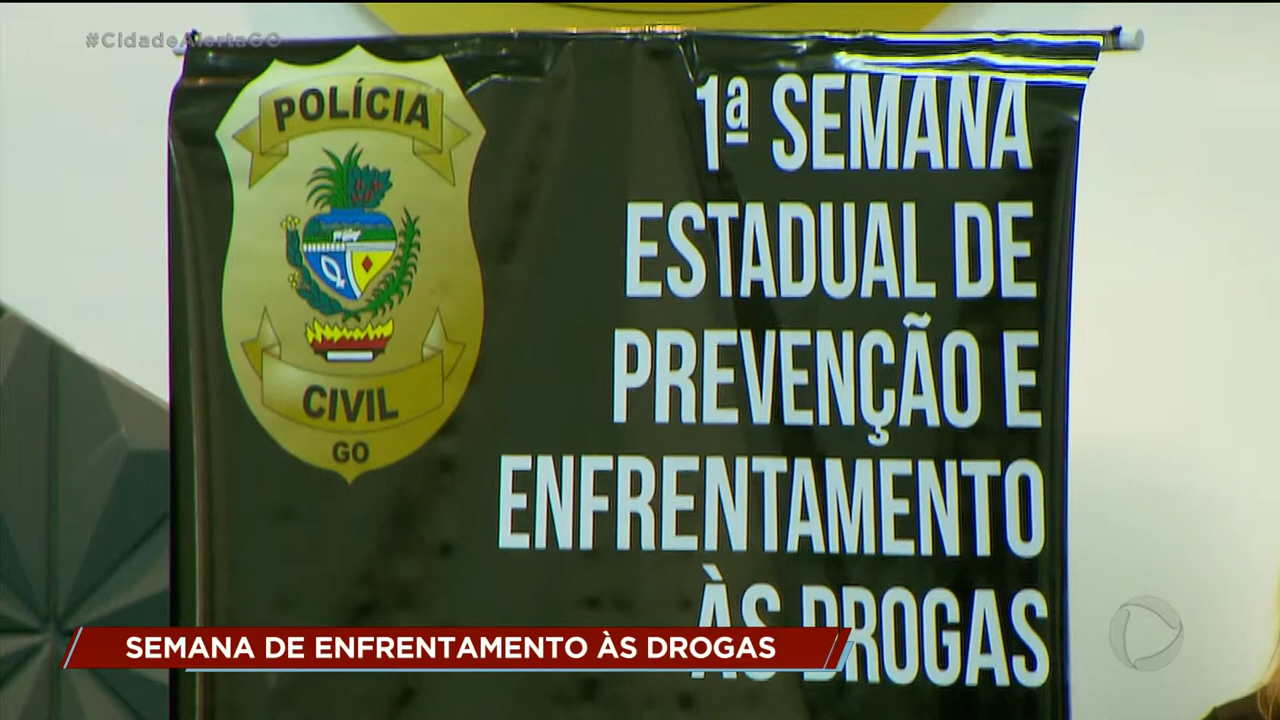 #CidadeAlertaGO
POLÍCIA
CIVIL
GO
1ª SEMANA
ESTADUAL DE
PREVENÇÃO E
ENFRENTAMENTO
ÀS DROGAS
SEMANA DE ENFRENTAMENTO ÀS DROGAS